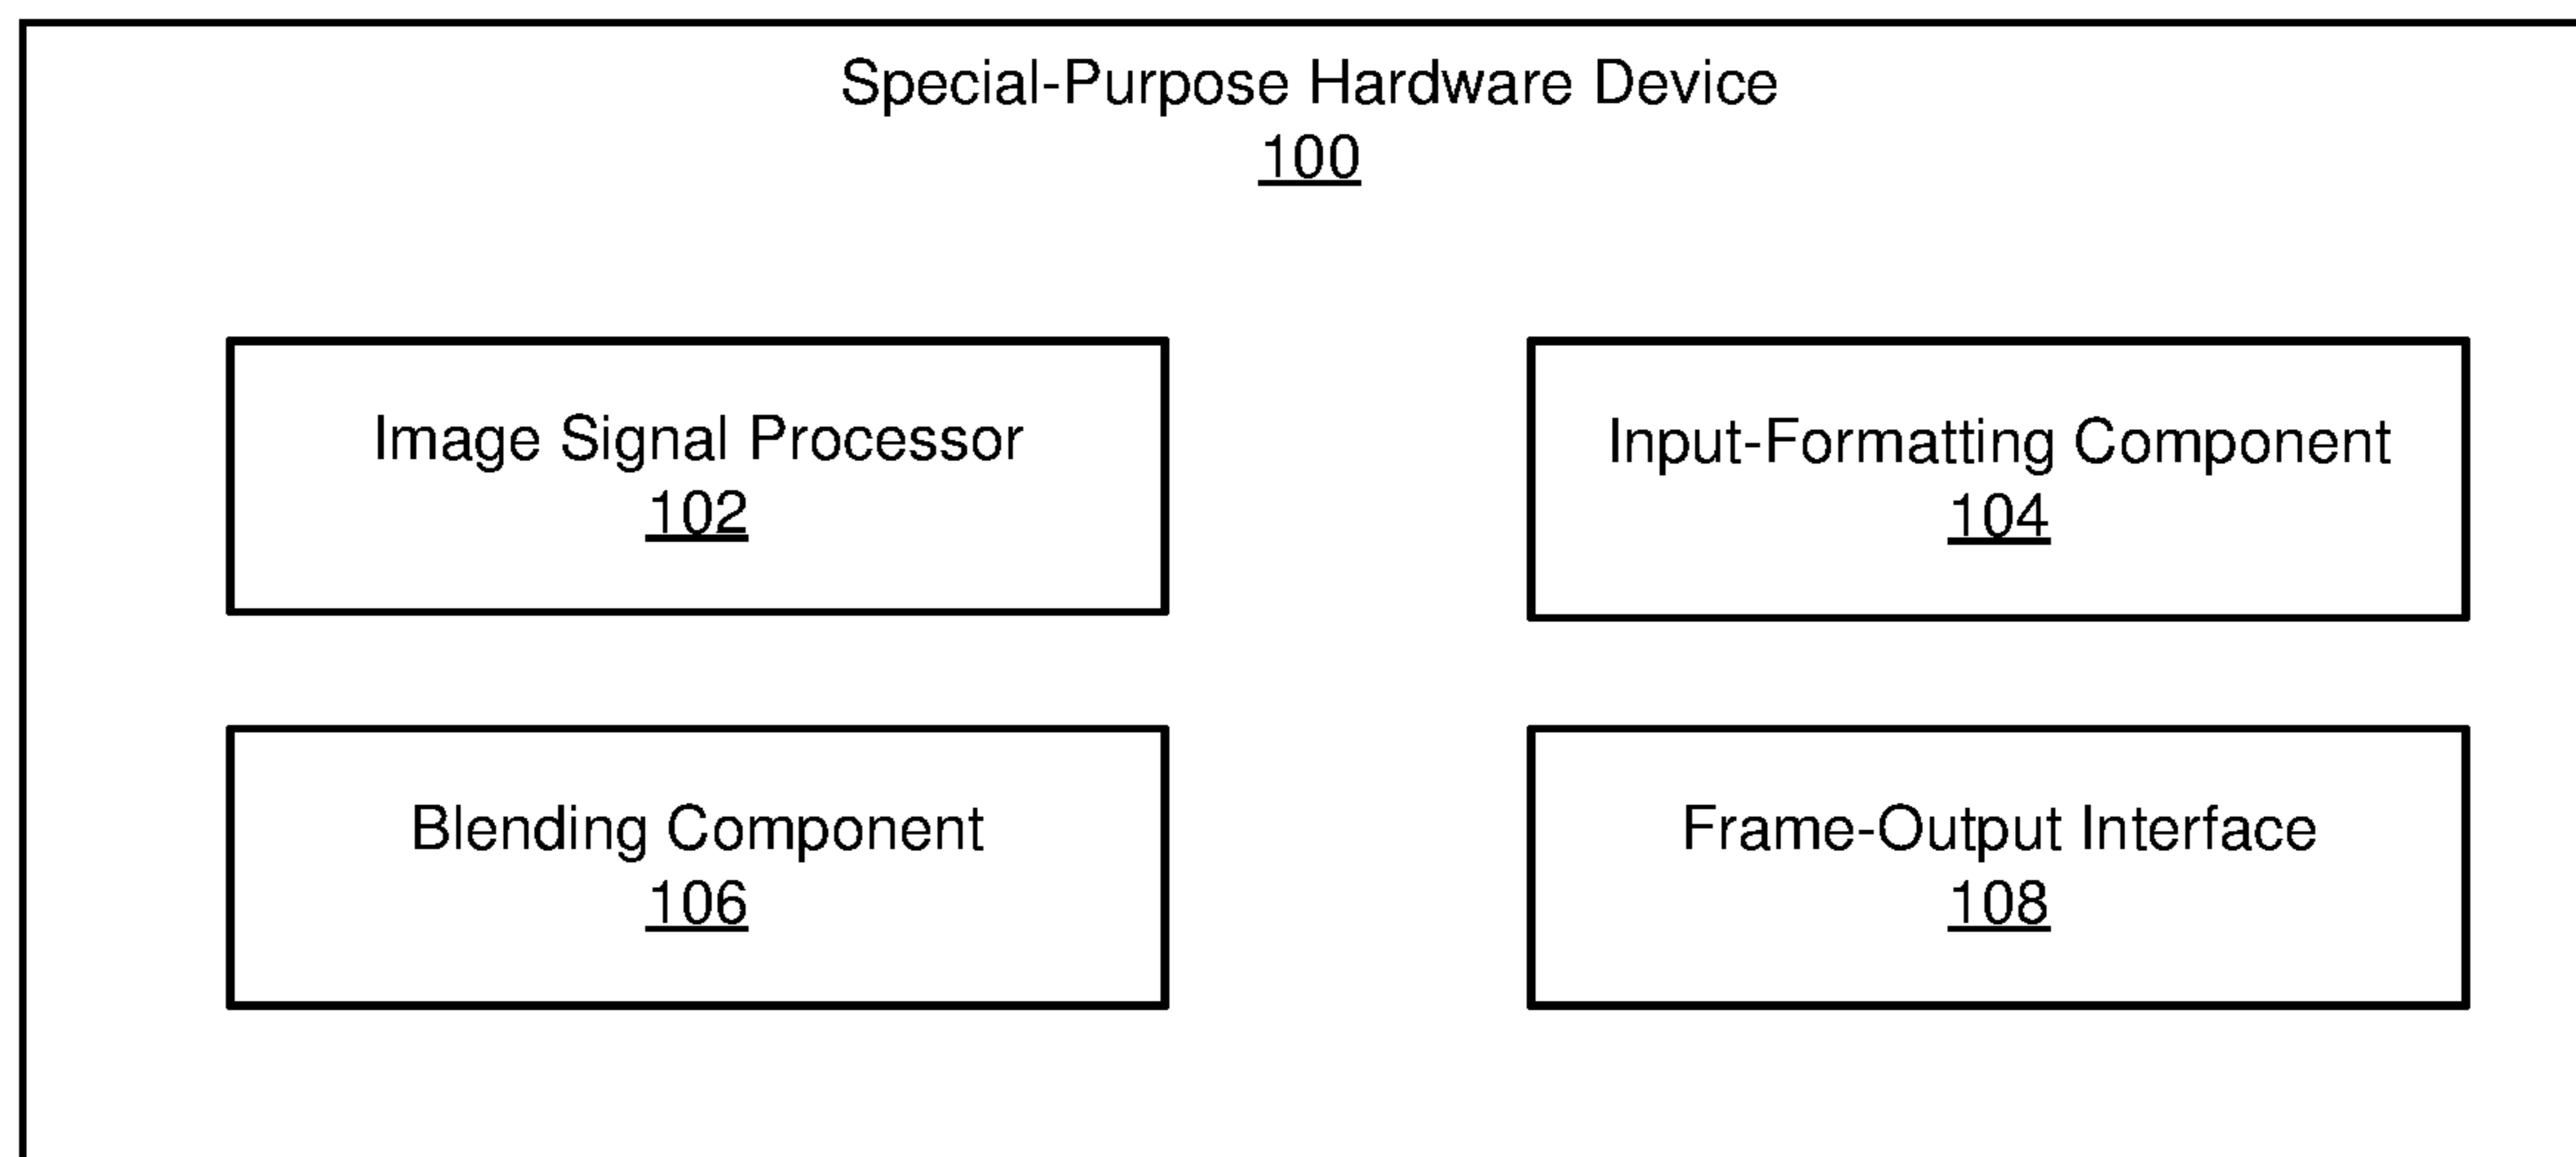 Special-Purpose Hardware Device
100
Image Signal Processor
102
Input-Formatting Component
104
Blending Component
106
Frame-Output Interface
108